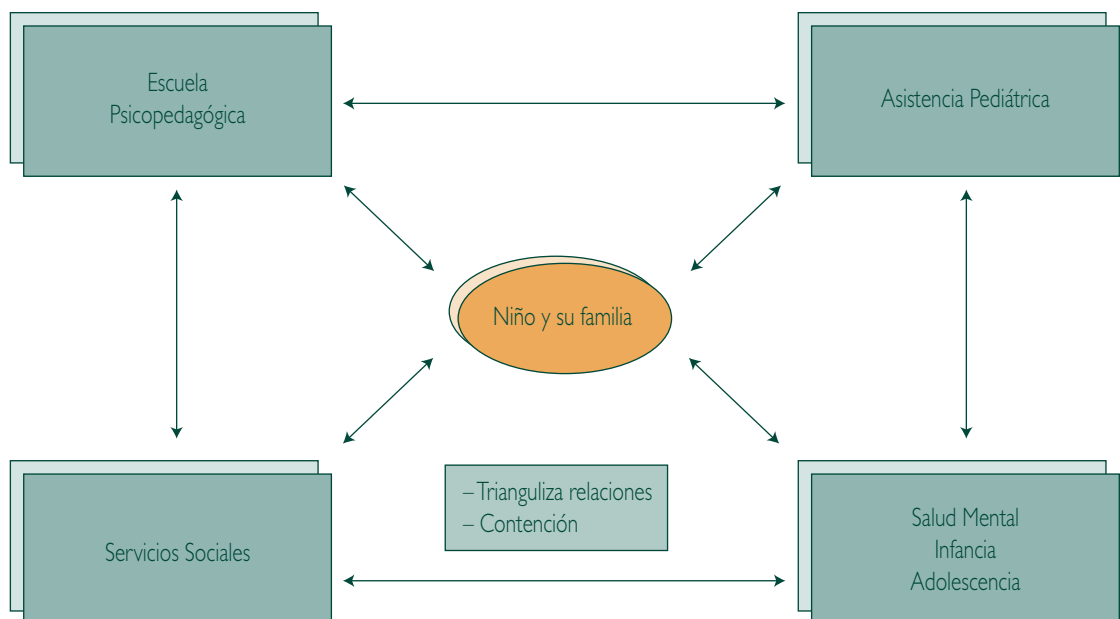 Escuela
Psicopedagógica
Asistencia Pediátrica
Niño y su familia
– Trianguliza relaciones
– Contención
Servicios Sociales
Salud Mental
Infancia
Adolescencia